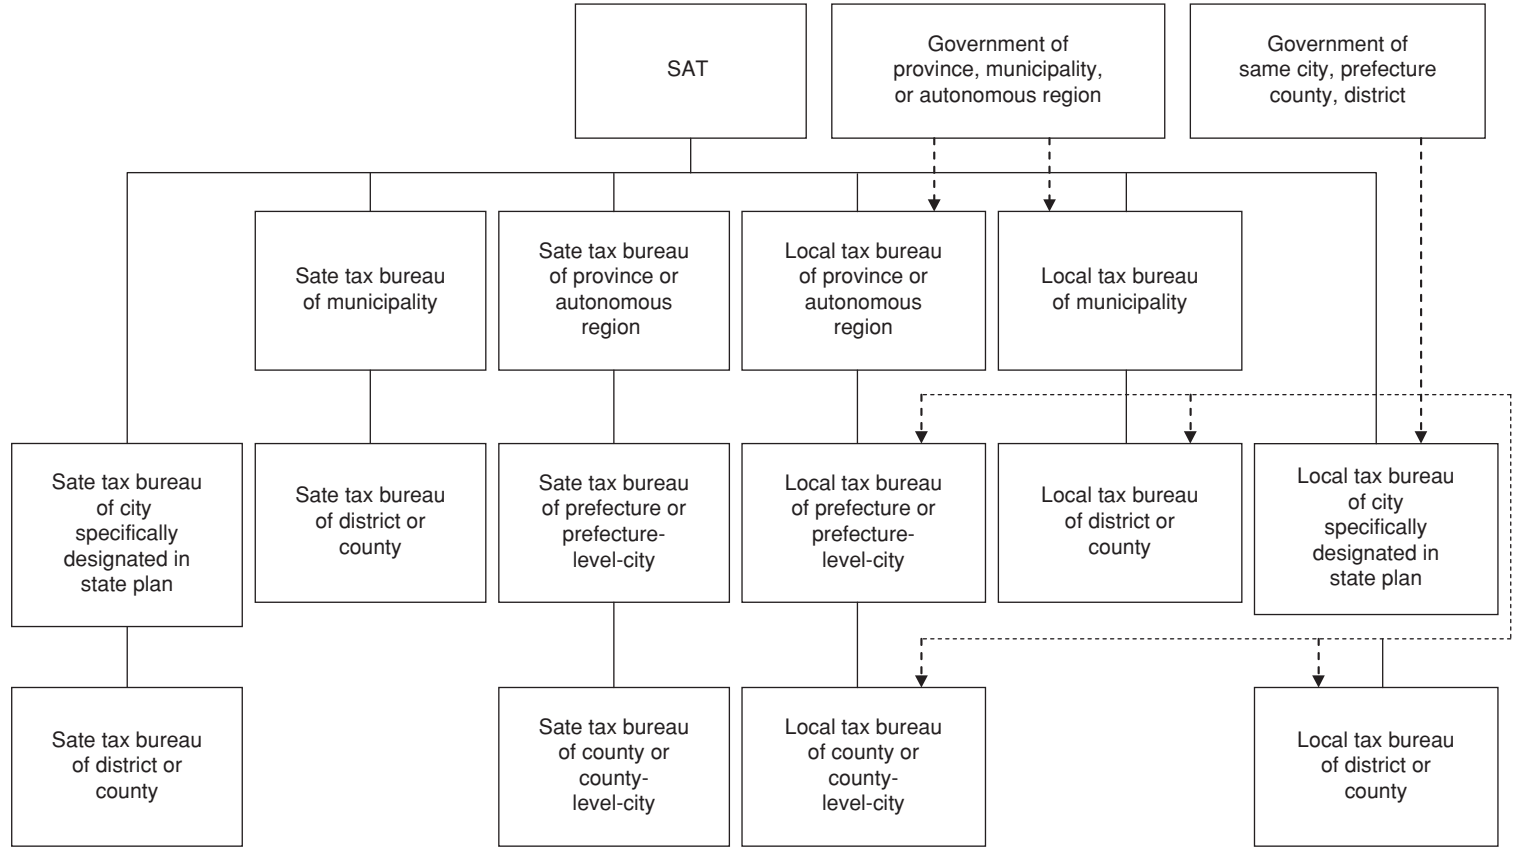 SAT
Government of
province, municipality,
or autonomous region
Government of
same city, prefecture
county, district
Sate tax bureau
of municipality
Sate tax bureau
of province or
autonomous
region
Local tax bureau
of province or
autonomous
region
Local tax bureau
of municipality
Sate tax bureau
of city
specifically
designated in
state plan
Sate tax bureau
of district or
county
Sate tax bureau
of prefecture or
prefecture-
level-city
Local tax bureau
of prefecture or
prefecture-
level-city
Local tax bureau
of district or
county
Local tax bureau
of city
specifically
designated in
state plan
Sate tax bureau
of district or
county
Sate tax bureau
of county or
county-
level-city
Local tax bureau
of county or
county-
level-city
Local tax bureau
of district or
county